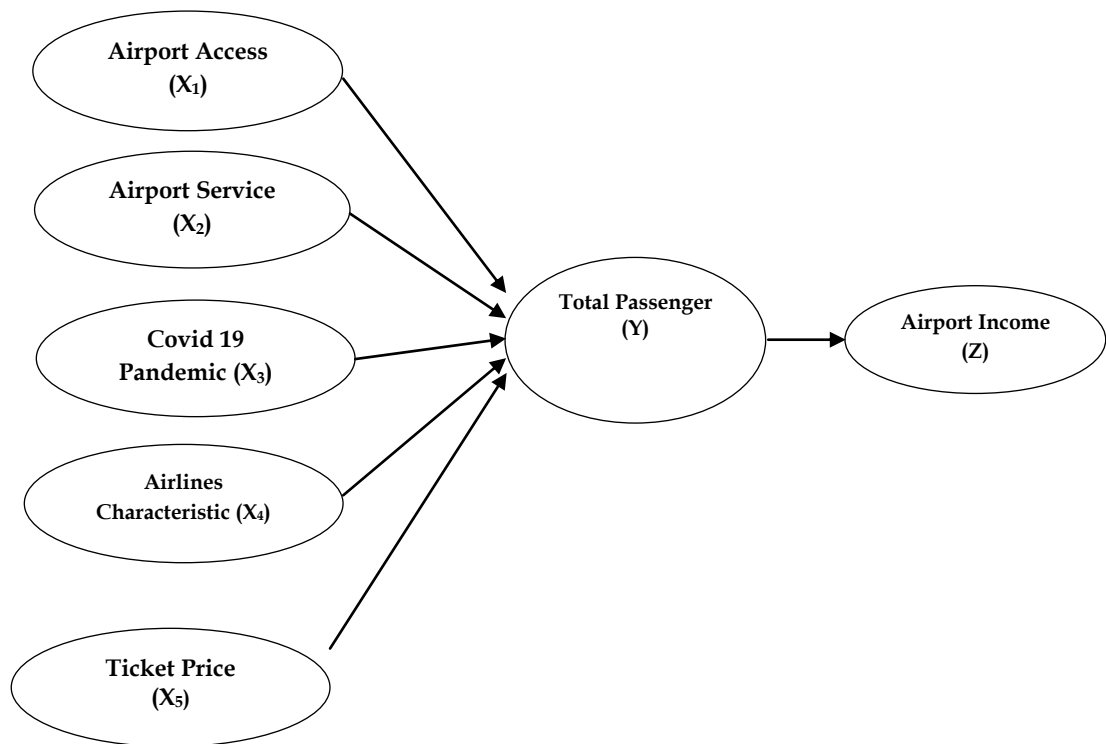 Airport Access
(X₁)
Airport Service
(X₂)
Covid 19
Pandemic (X₃)
Airlines
Characteristic (X₄)
Ticket Price
(X₅)
Total Passenger
(Y)
Airport Income
(Z)